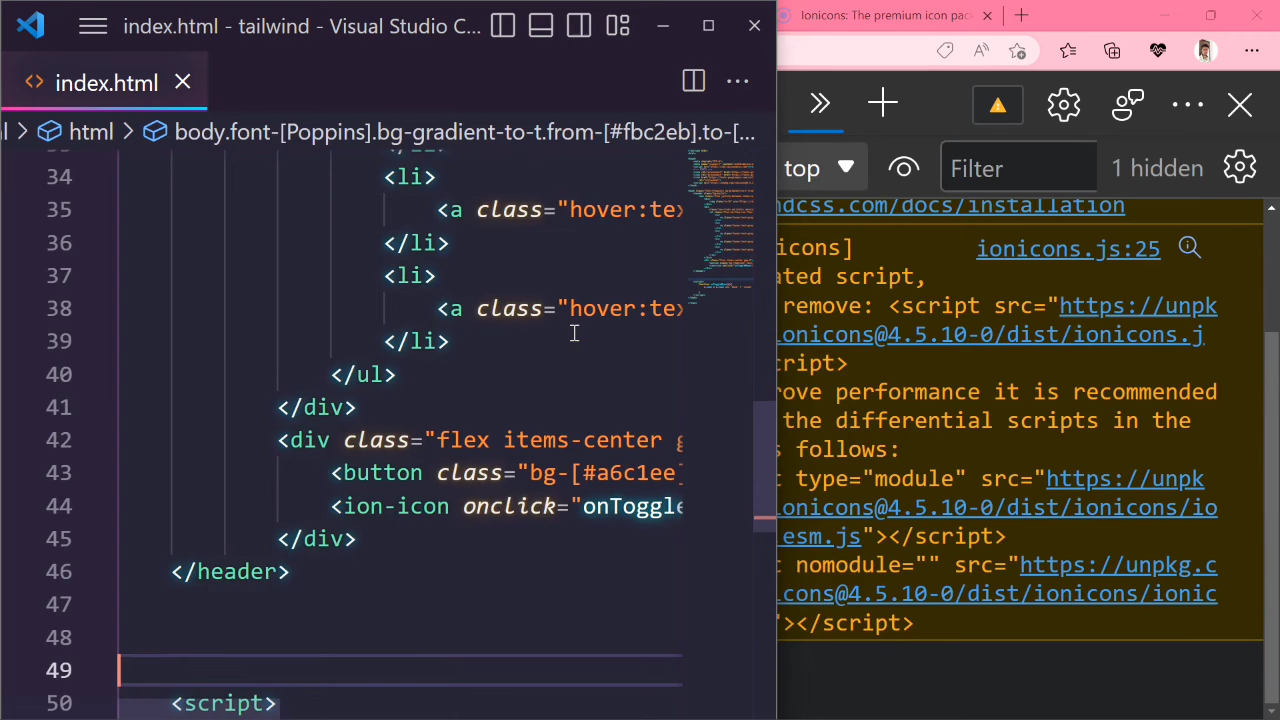 index.html - tailwind - Visual Studio C...
index.html
html > body.font-[Poppins].bg-gradient-to-t.from-[#fbc2eb].to-[...
34 <li>
35 <a class="hover:te
36 </li>
37 <li>
38 <a class="hover:te
39 </li>
40 </ul>
41 </div>
42 <div class="flex items-center g
43 <button class="bg-[#a6c1ee]
44 <ion-icon onclick="onToggle
45 </div>
46 </header>
47
48
49
50 <script>
Ionicons: The premium icon pac
top
Filter
1 hidden
ndcss.com/docs/installation
icons] ionicons.js:25
ated script,
remove: <script src="https://unpk
ionicons@4.5.10-0/dist/ionicons.j
cript>
rove performance it is recommended
the differential scripts in the
s follows:
t type="module" src="https://unpk
ionicons@4.5.10-0/dist/ionicons/io
esm.js"></script>
t nomodule="" src="https://unpkg.c
icons@4.5.10-0/dist/ionicons/ionic
"></script>